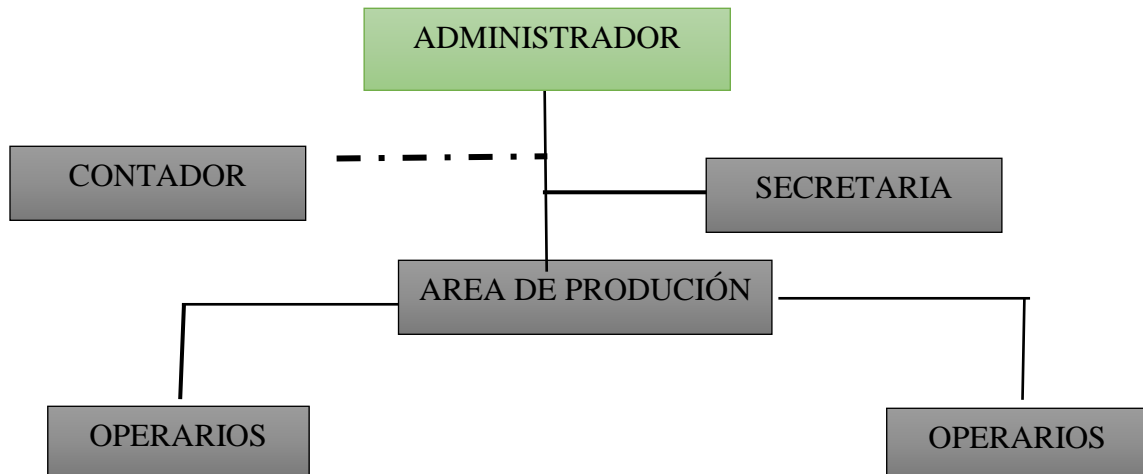 ADMINISTRADOR
CONTADOR
SECRETARIA
AREA DE PRODUCIÓN
OPERARIOS
OPERARIOS